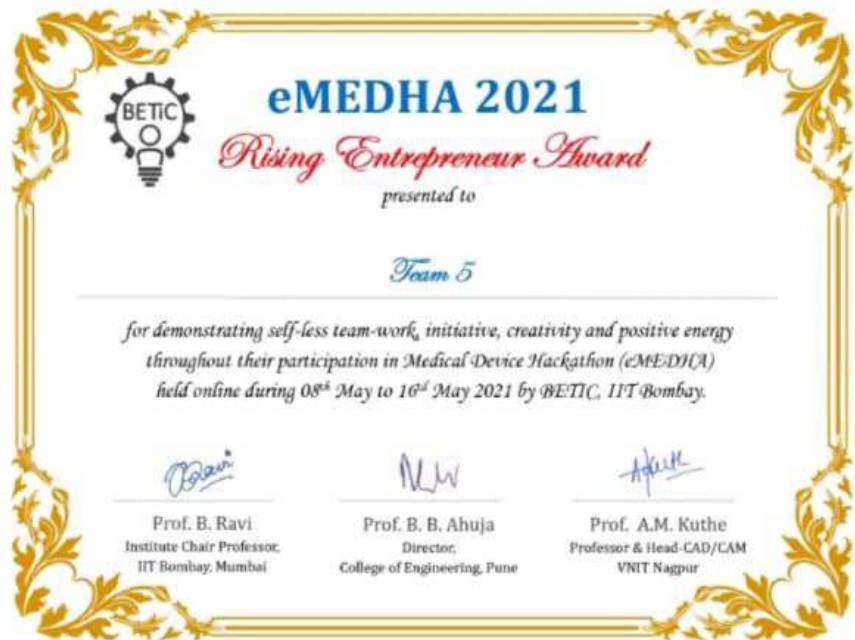 BETiC
eMEDHA 2021
Rising Entrepreneur Award
presented to
Team 5
for demonstrating self-less team-work, initiative, creativity and positive energy
throughout their participation in Medical Device Hackathon (eMEDHA)
held online during 08th May to 16th May 2021 by BETIC, IIT Bombay.
Prof. B. Ravi
Institute Chair Professor,
IIT Bombay, Mumbai
Prof. B. B. Ahuja
Director,
College of Engineering, Pune
Prof. A.M. Kuthe
Professor & Head-CAD/CAM
VNIT Nagpur